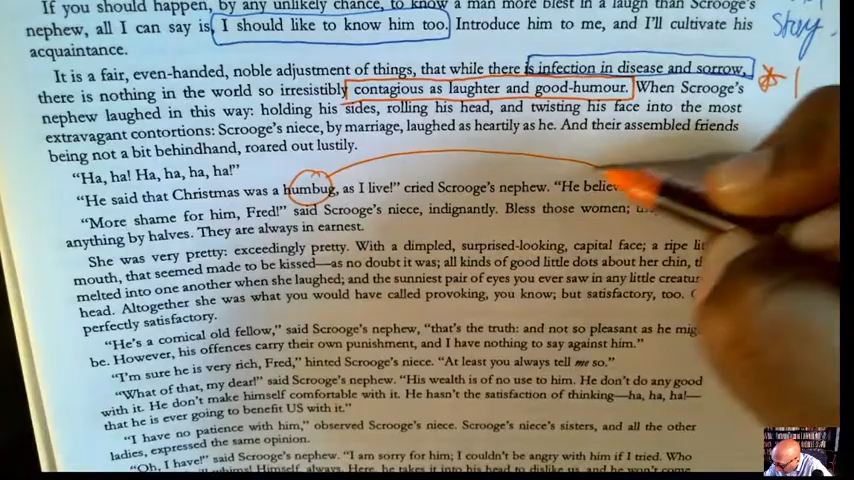 If you should happen, by any unlikely chance, to know a man more blest in a laugh than Scrooge's
nephew, all I can say is, I should like to know him too. Introduce him to me, and I'll cultivate his
acquaintance.
Story
It is a fair, even-handed, noble adjustment of things, that while there is infection in disease and sorrow,
there is nothing in the world so irresistibly contagious as laughter and good-humour. When Scrooge's
nephew laughed in this way: holding his sides, rolling his head, and twisting his face into the most
extravagant contortions: Scrooge's niece, by marriage, laughed as heartily as he. And their assembled friends
being not a bit behindhand, roared out lustily.
"Ha, ha! Ha, ha, ha, ha!"
"He said that Christmas was a humbug, as I live!" cried Scrooge's nephew. "He
"More shame for him, Fred!" said Scrooge's niece, indignantly. Bless those women;
anything by halves. They are always in earnest.
She was very pretty: exceedingly pretty. With a dimpled, surprised-looking, capital face; a ripe
mouth, that seemed made to be kissed—as no doubt it was; all kinds of good little dots about her chin,
melted into one another when she laughed; and the sunniest pair of eyes you ever saw in any little
head. Altogether she was what you would have called provoking, you know; but satisfactory, too.
perfectly satisfactory.
"He's a comical old fellow," said Scrooge's nephew, "that's the truth: and not so pleasant as he
be. However, his offences carry their own punishment, and I have nothing to say against him."
"I'm sure he is very rich, Fred," hinted Scrooge's niece. "At least you always tell me so."
"What of that, my dear!" said Scrooge's nephew. "His wealth is of no use to him. He don't do any good
with it. He don't make himself comfortable with it. He hasn't the satisfaction of thinking—ha, ha, ha!—
that he is ever going to benefit US with it."
"I have no patience with him," observed Scrooge's niece. Scrooge's niece's sisters, and all the other
ladies, expressed the same opinion.
"Oh, I have!" said Scrooge's nephew. "I am sorry for him; I couldn't be angry with him if I tried. Who
Himself, always. Here, he takes it into his head to dislike us, and he won't come